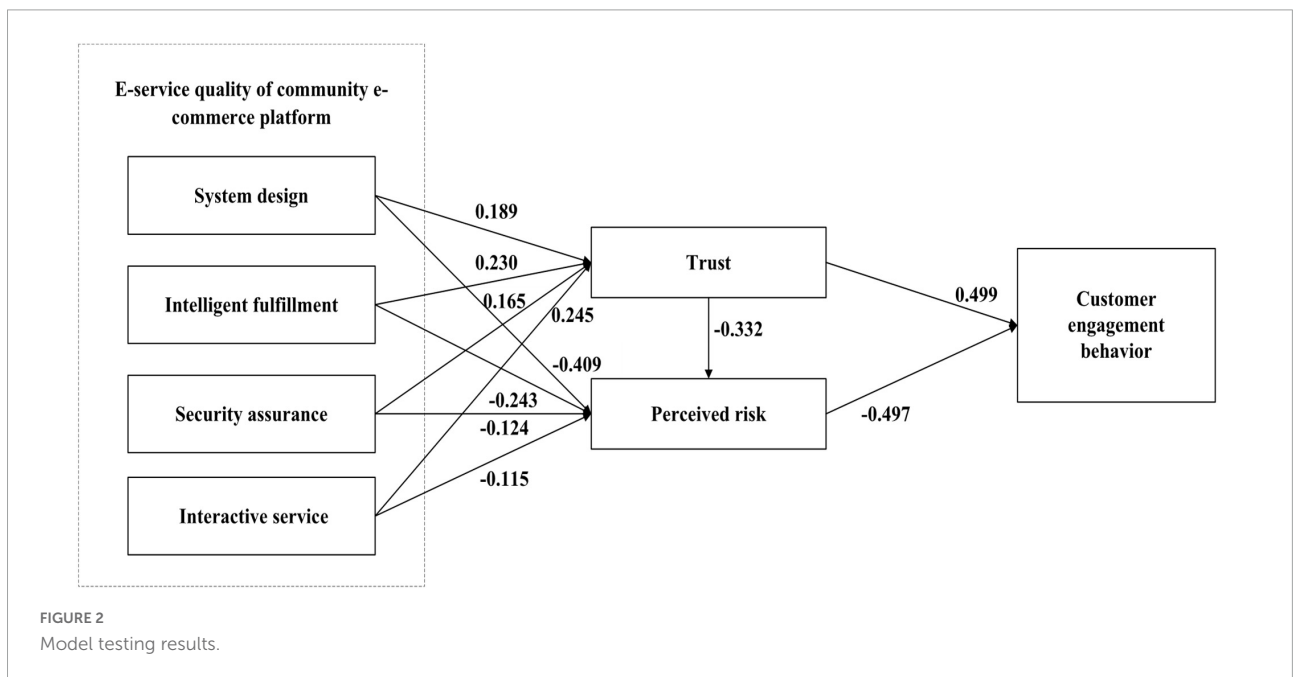 E-service quality of community e-
commerce platform
System design
Intelligent fulfillment
Security assurance
Interactive service
0.189
0.230
0.165
0.245
-0.409
-0.243
-0.124
-0.115
Trust
-0.332
Perceived risk
0.499
-0.497
Customer
engagement
behavior
FIGURE 2
Model testing results.